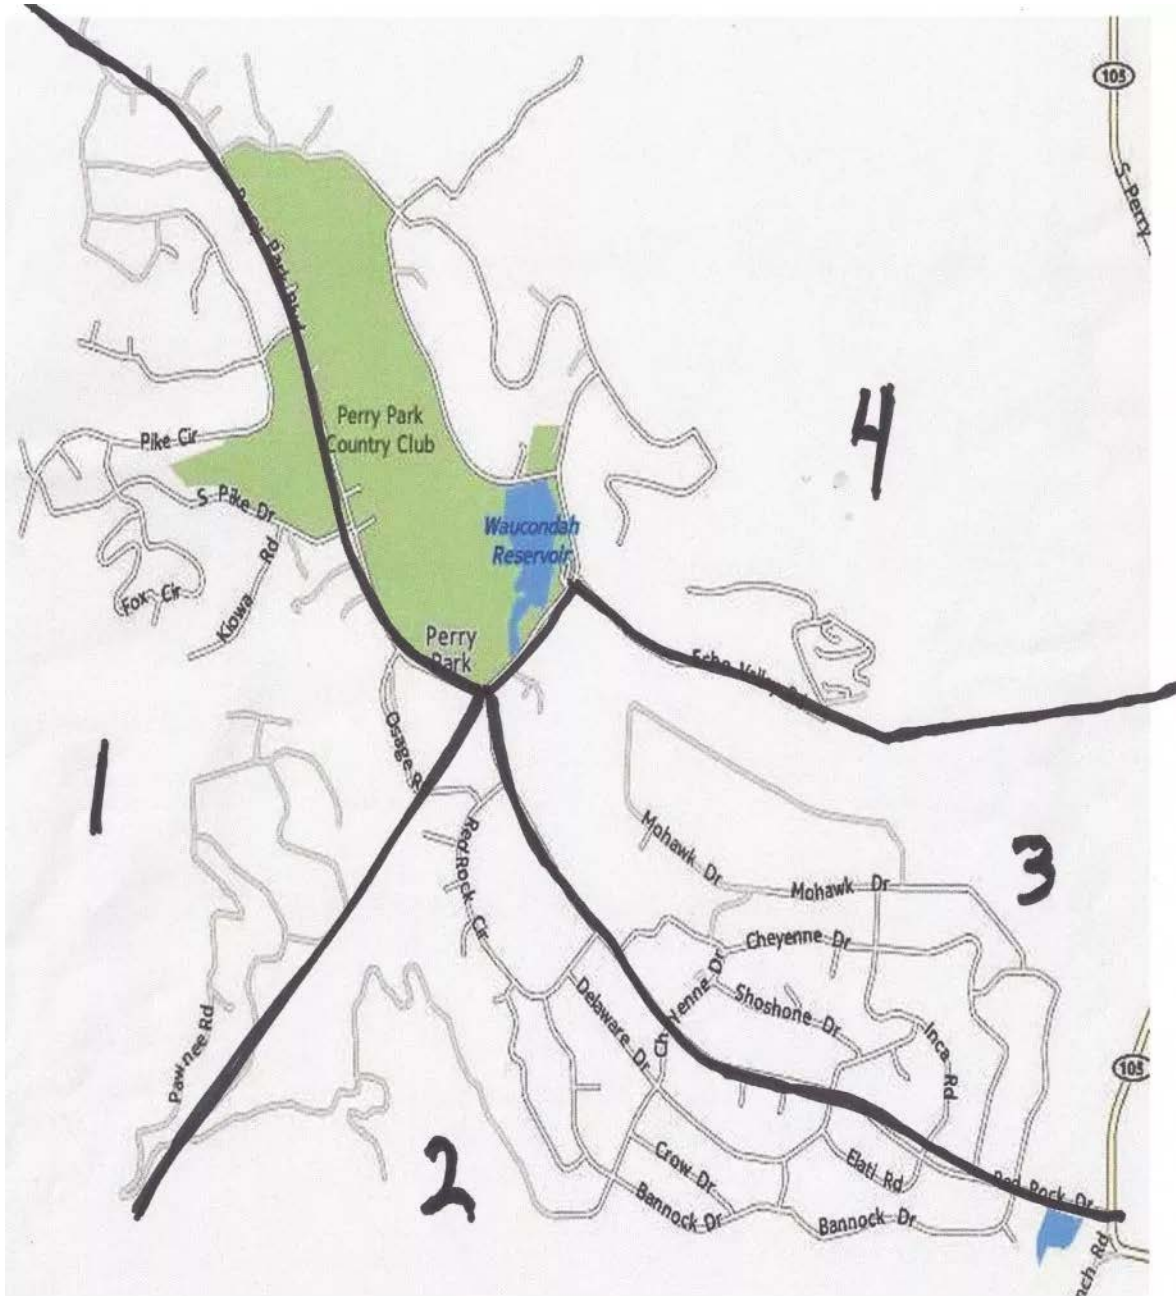 105
S Perry
Perry Park Blvd
Perry Park
Country Club
4
Pike Cir
S Pike Dr
Waucondah
Reservoir
Fox Cir
Kiowa Rd
Perry
Park
Echo Valley Rd
Osage R
1
Mohawk Dr
Red Rock Cir
3
Mohawk Dr
Cheyenne Dr
Cheyenne Dr
Shoshone Dr
Delaware Dr
Inca Rd
Pawnee Rd
105
2
Crow Dr
Elati Rd
Red Rock Dr
Bannock Dr
Bannock Dr
nch Rd